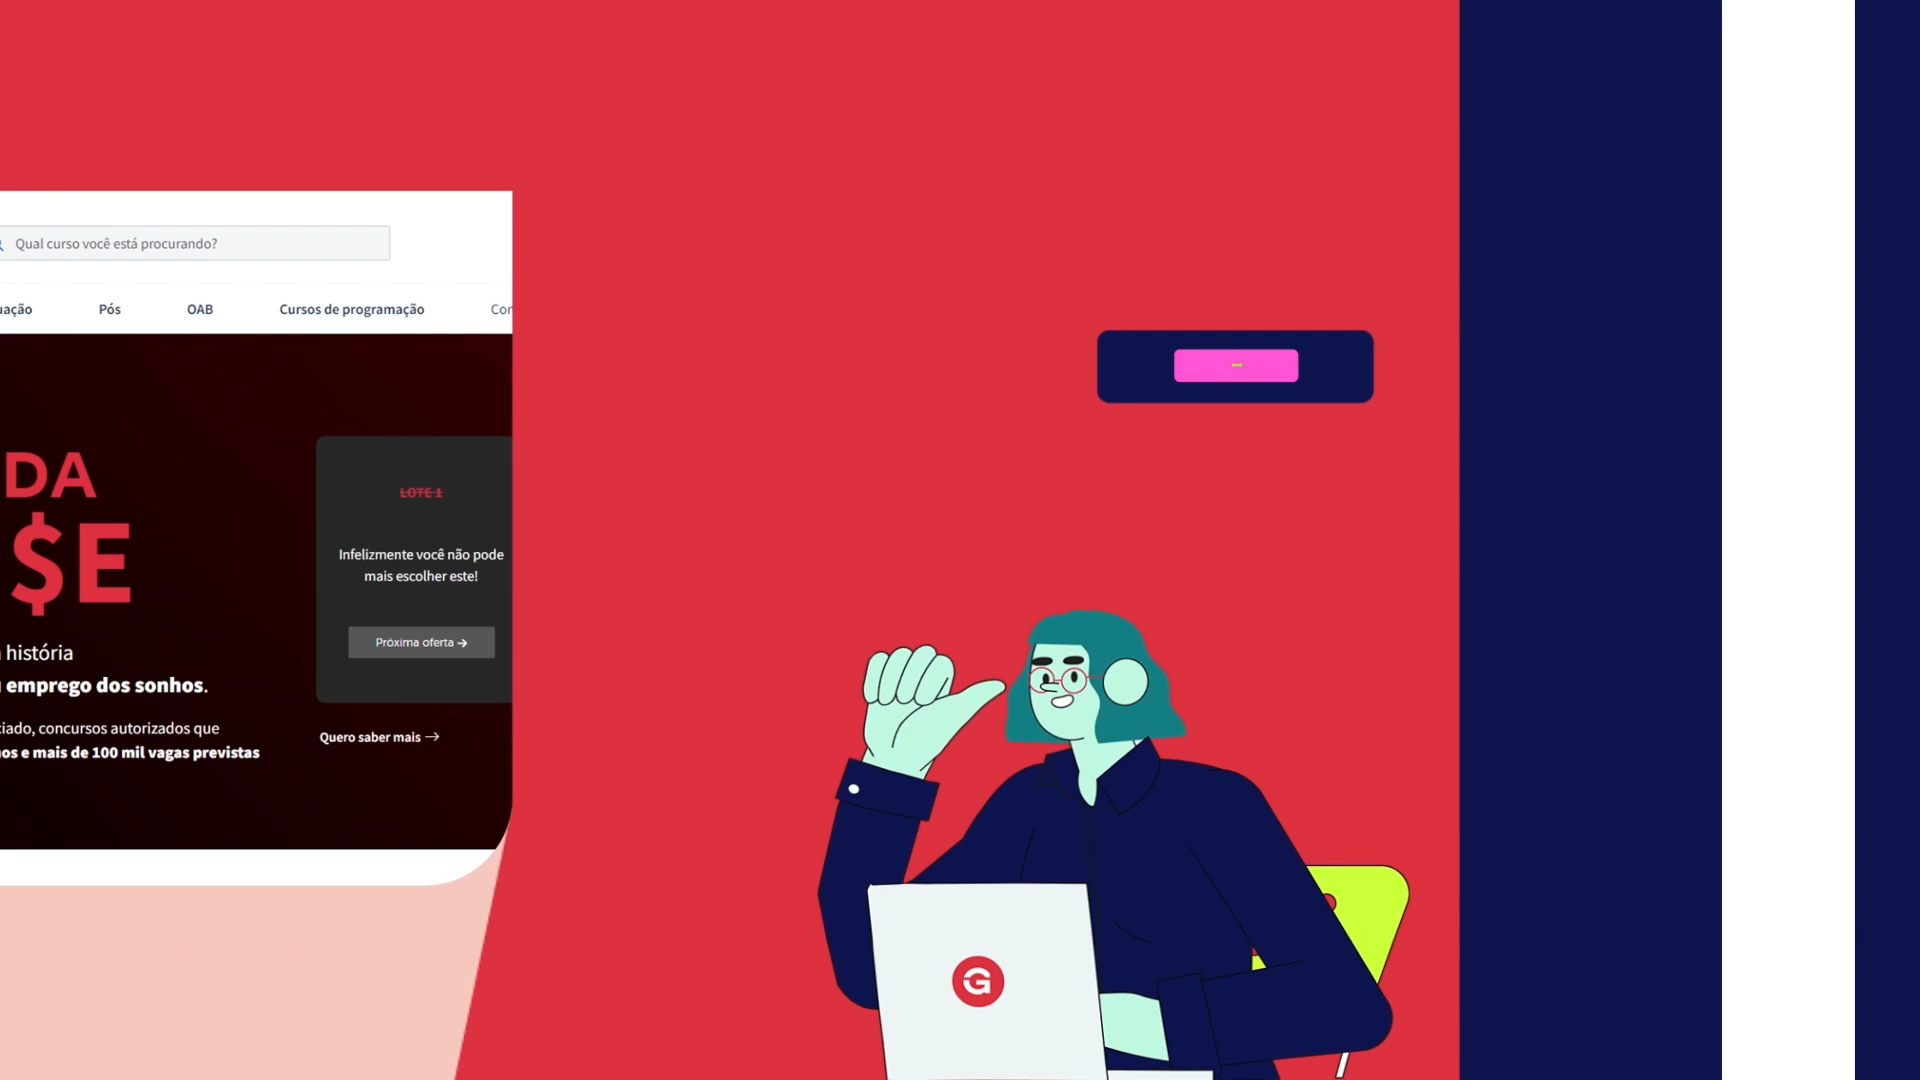 Qual curso você está procurando?
Pós
OAB
Cursos de programação
DA
$E
história
emprego dos sonhos.
concursos autorizados que
e mais de 100 mil vagas previstas
LOTE 1
Infelizmente você não pode
mais escolher este!
Próxima oferta →
Quero saber mais →
G